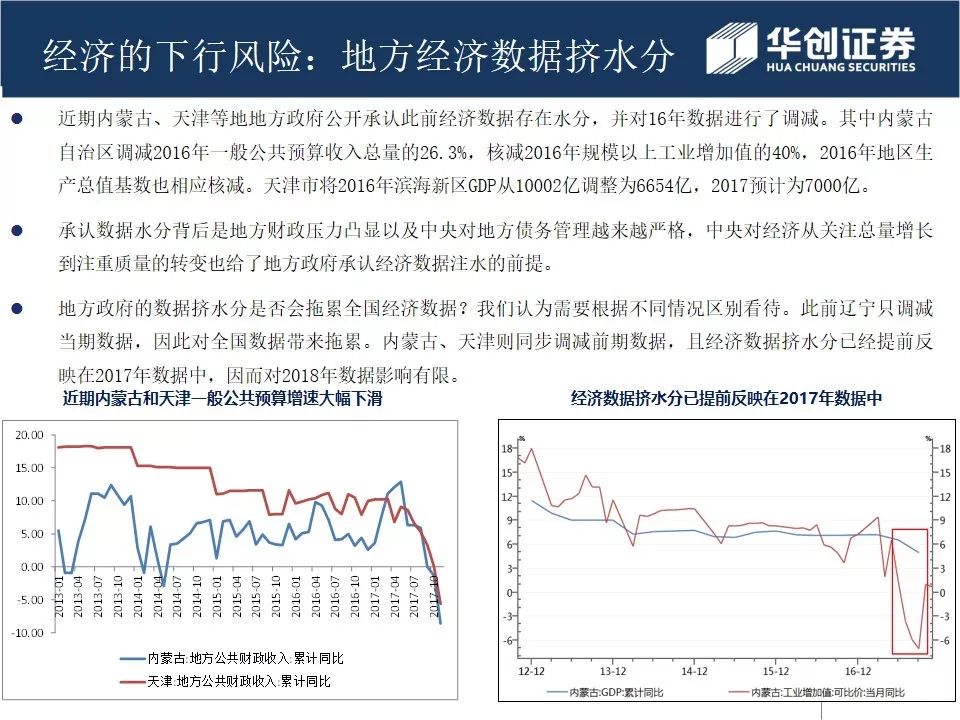 经济的下行风险：地方经济数据挤水分
华创证券
HUA CHUANG SECURITIES
● 近期内蒙古、天津等地地方政府公开承认此前经济数据存在水分，并对16年数据进行了调减。其中内蒙古
自治区调减2016年一般公共预算收入总量的26.3%，核减2016年规模以上工业增加值的40%，2016年地区生
产总值基数也相应核减。天津市将2016年滨海新区GDP从10002亿调整为6654亿，2017预计为7000亿。
● 承认数据水分背后是地方财政压力凸显以及中央对地方债务管理越来越严格，中央对经济从关注总量增长
到注重质量的转变也给了地方政府承认经济数据注水的前提。
● 地方政府的数据挤水分是否会拖累全国经济数据？我们认为需要根据不同情况区别看待。此前辽宁只调减
当期数据，因此对全国数据带来拖累。内蒙古、天津则同步调减前期数据，且经济数据挤水分已经提前反
映在2017年数据中，因而对2018年数据影响有限。
近期内蒙古和天津一般公共预算增速大幅下滑
20.00
15.00
10.00
5.00
0.00
-5.00
-10.00
2013-01
2013-04
2013-07
2013-10
2014-01
2014-04
2014-07
2014-10
2015-01
2015-04
2015-07
2015-10
2016-01
2016-04
2016-07
2016-10
2017-01
2017-04
2017-07
2017-10
内蒙古:地方公共财政收入:累计同比
天津:地方公共财政收入:累计同比
经济数据挤水分已提前反映在2017年数据中
% %
18 18
15 15
12 12
9 9
6 6
3 3
0 0
-3 -3
-6 -6
12-12 13-12 14-12 15-12 16-12
内蒙古:GDP:累计同比 内蒙古:工业增加值:可比价:当月同比